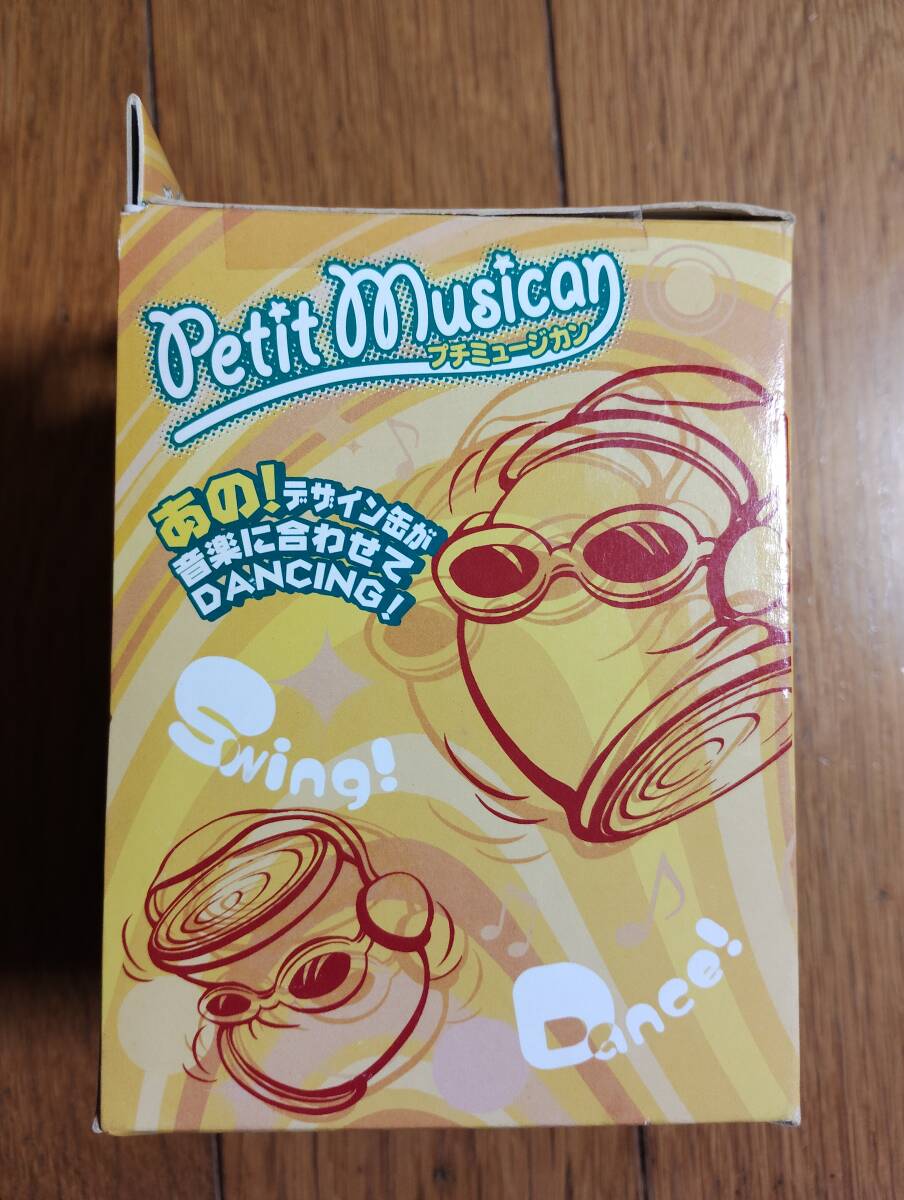 Petit Musican
プチミュージカン
あの!デザイン缶が
音楽に合わせて
DANCING!
Swing!
Dance!